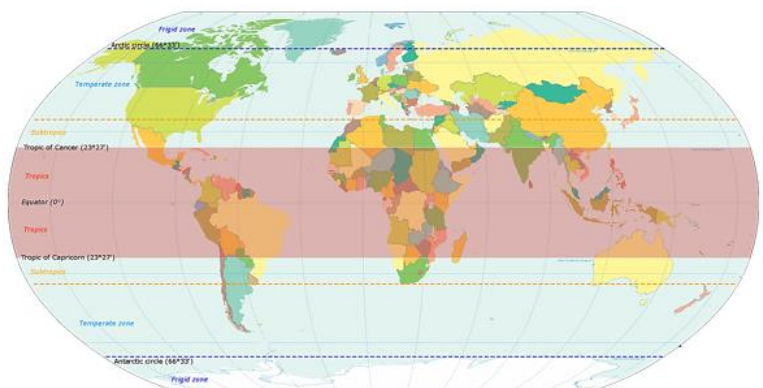 Frigid zone
Arctic circle (66°33')
Temperate zone
Subtropics
Tropic of Cancer (23°27')
Tropics
Equator (0°)
Tropics
Tropic of Capricorn (23°27')
Subtropics
Temperate zone
Antarctic circle (66°33')
Frigid zone